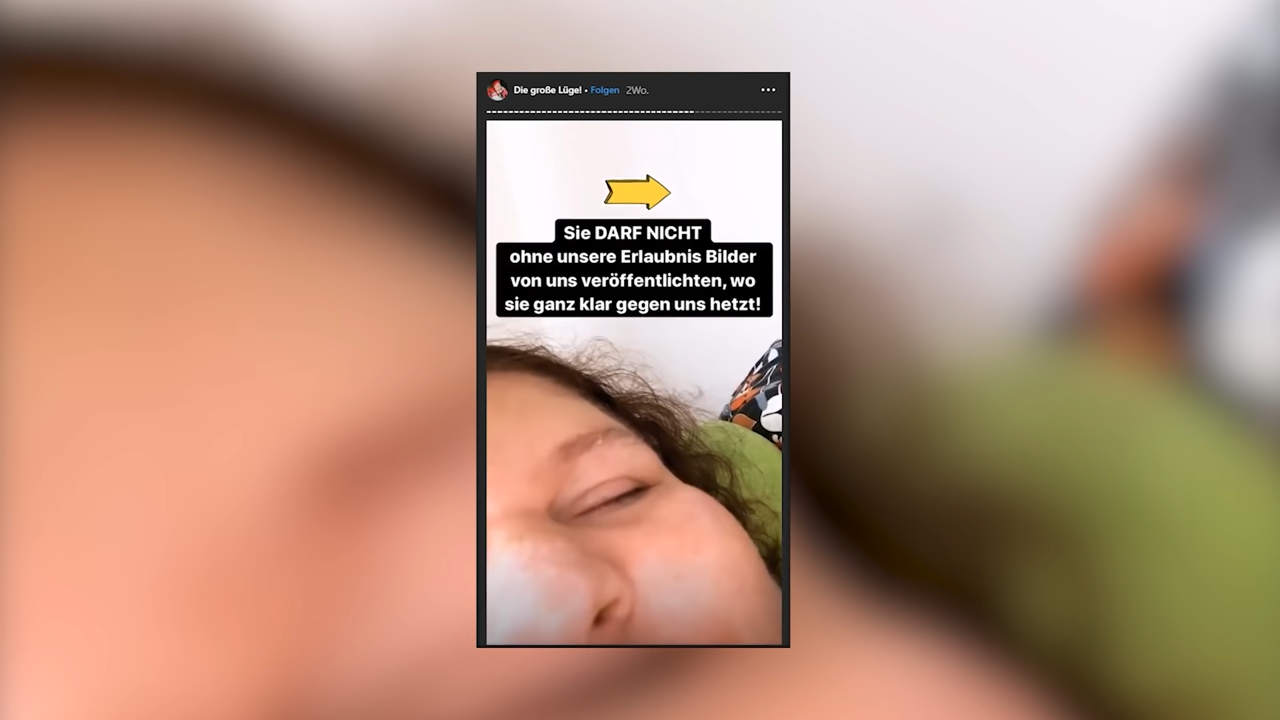 Die große Lüge! • Folgen 2Wo.
Sie DARF NICHT
ohne unsere Erlaubnis Bilder
von uns veröffentlichten, wo
sie ganz klar gegen uns hetzt!